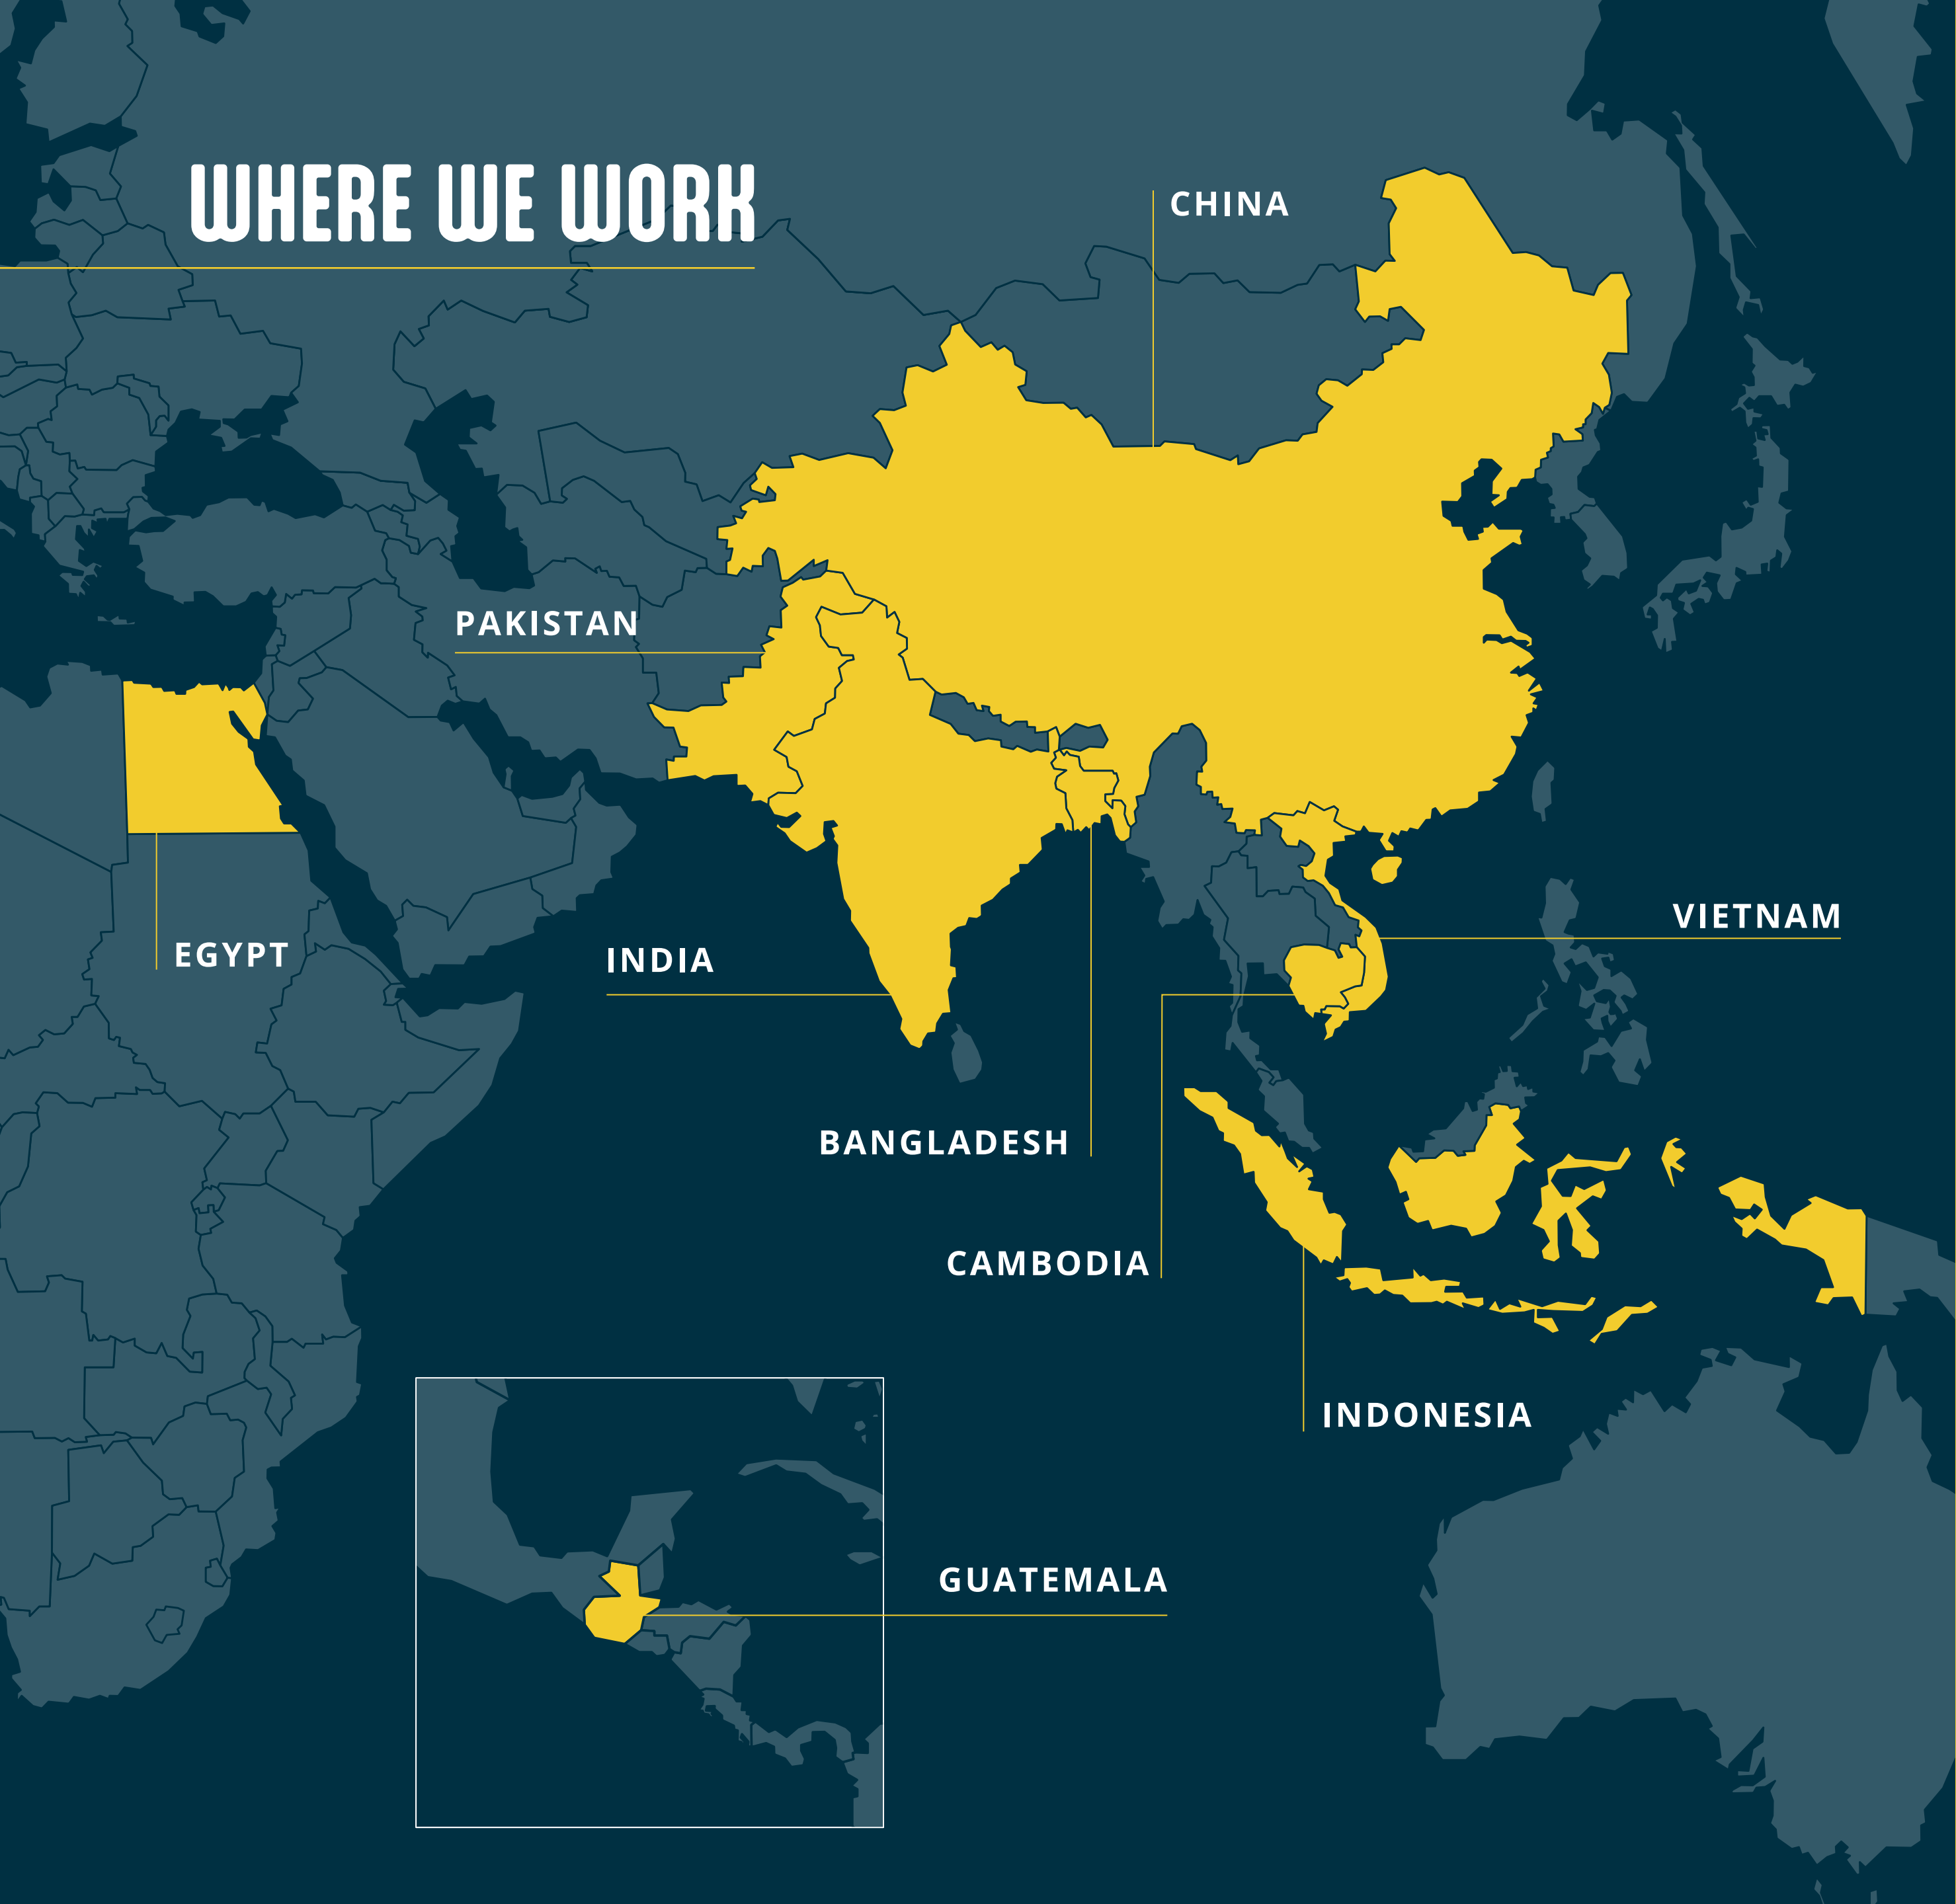 WHERE WE WORK
CHINA
PAKISTAN
EGYPT
INDIA
VIETNAM
BANGLADESH
CAMBODIA
INDONESIA
GUATEMALA